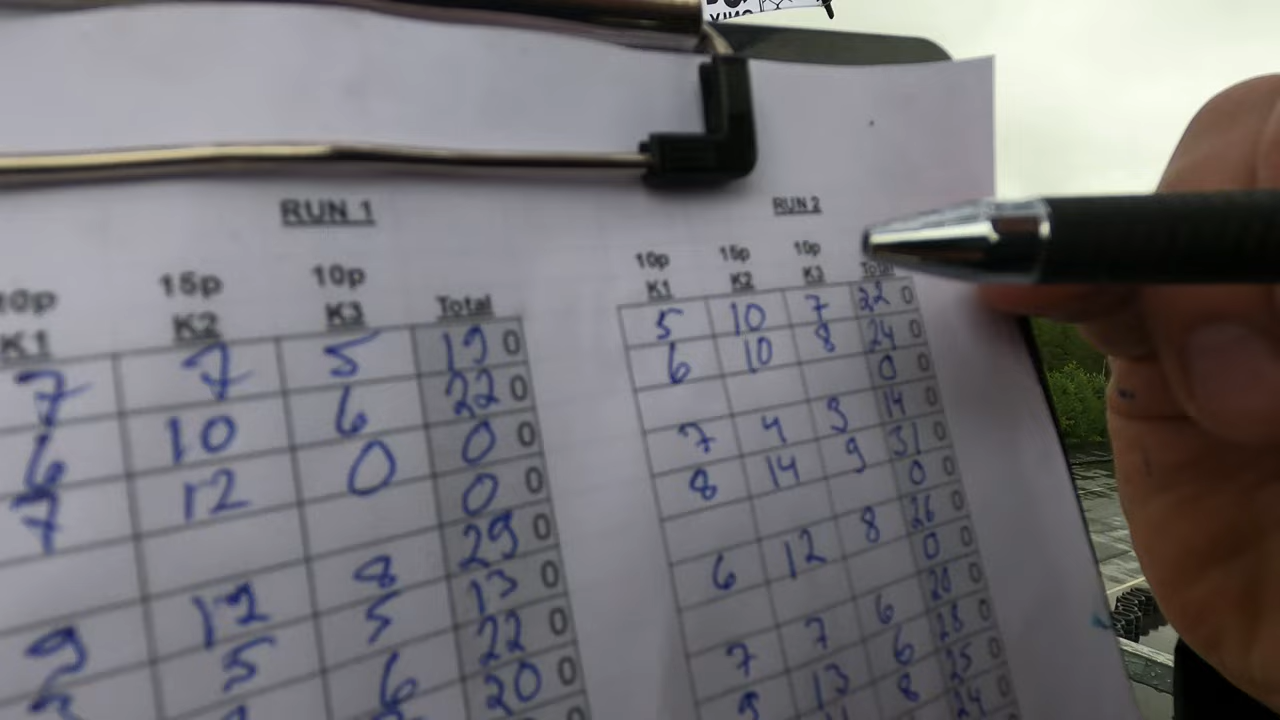 RUN 1
10p 15p 10p
K1 K2 K3 Total
7 7 5 19 0
6 10 6 22 0
7 12 0 0 0
0 0
9 12 8 29 0
5 5 13 0
6 22 0
20 0
RUN 2
10p 15p 10p
K1 K2 K3 Total
5 10 7 22 0
6 10 8 24 0
0 0
7 4 3 14 0
8 14 9 31 0
0 0
6 12 8 26 0
0 0
7 7 6 20 0
9 13 6 28 0
8 25 0
24 0